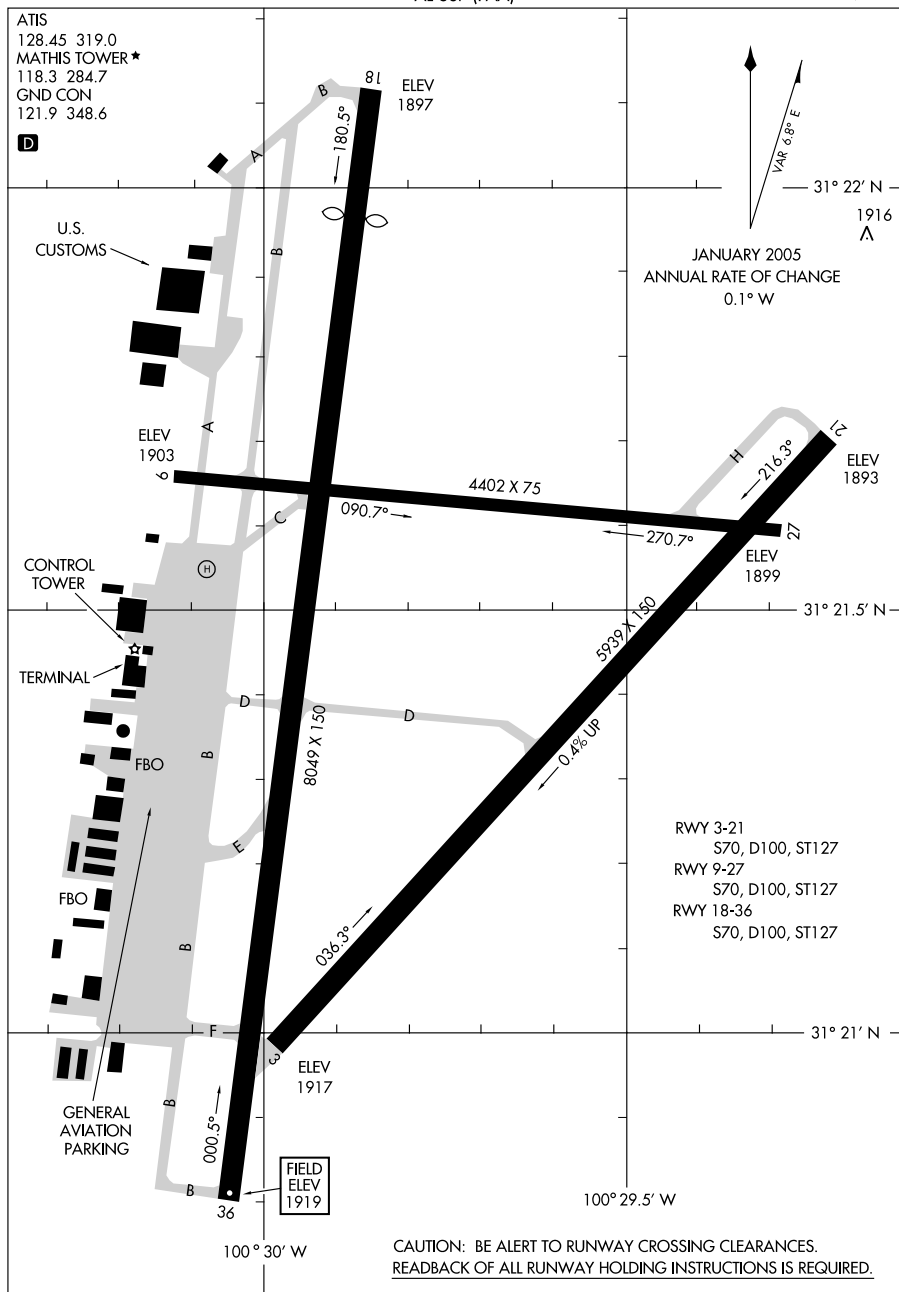 ATIS
128.45 319.0
MATHIS TOWER ★
118.3 284.7
GND CON
121.9 348.6
D
18
ELEV
1897
B
A
180.5°
VAR 6.8° E
31° 22' N
1916
JANUARY 2005
ANNUAL RATE OF CHANGE
0.1° W
U.S.
CUSTOMS
B
A
ELEV
1903
9
4402 X 75
090.7°
270.7°
H
216.3°
21
ELEV
1893
27
ELEV
1899
C
H
CONTROL
TOWER
TERMINAL
31° 21.5' N
5939 X 150
0.4% UP
D
D
B
8049 X 150
FBO
E
FBO
RWY 3-21
S70, D100, ST127
RWY 9-27
S70, D100, ST127
RWY 18-36
S70, D100, ST127
036.3°
B
F
31° 21' N
3
ELEV
1917
GENERAL
AVIATION
PARKING
B
000.5°
B
36
FIELD
ELEV
1919
100° 29.5' W
100° 30' W
CAUTION: BE ALERT TO RUNWAY CROSSING CLEARANCES.
READBACK OF ALL RUNWAY HOLDING INSTRUCTIONS IS REQUIRED.